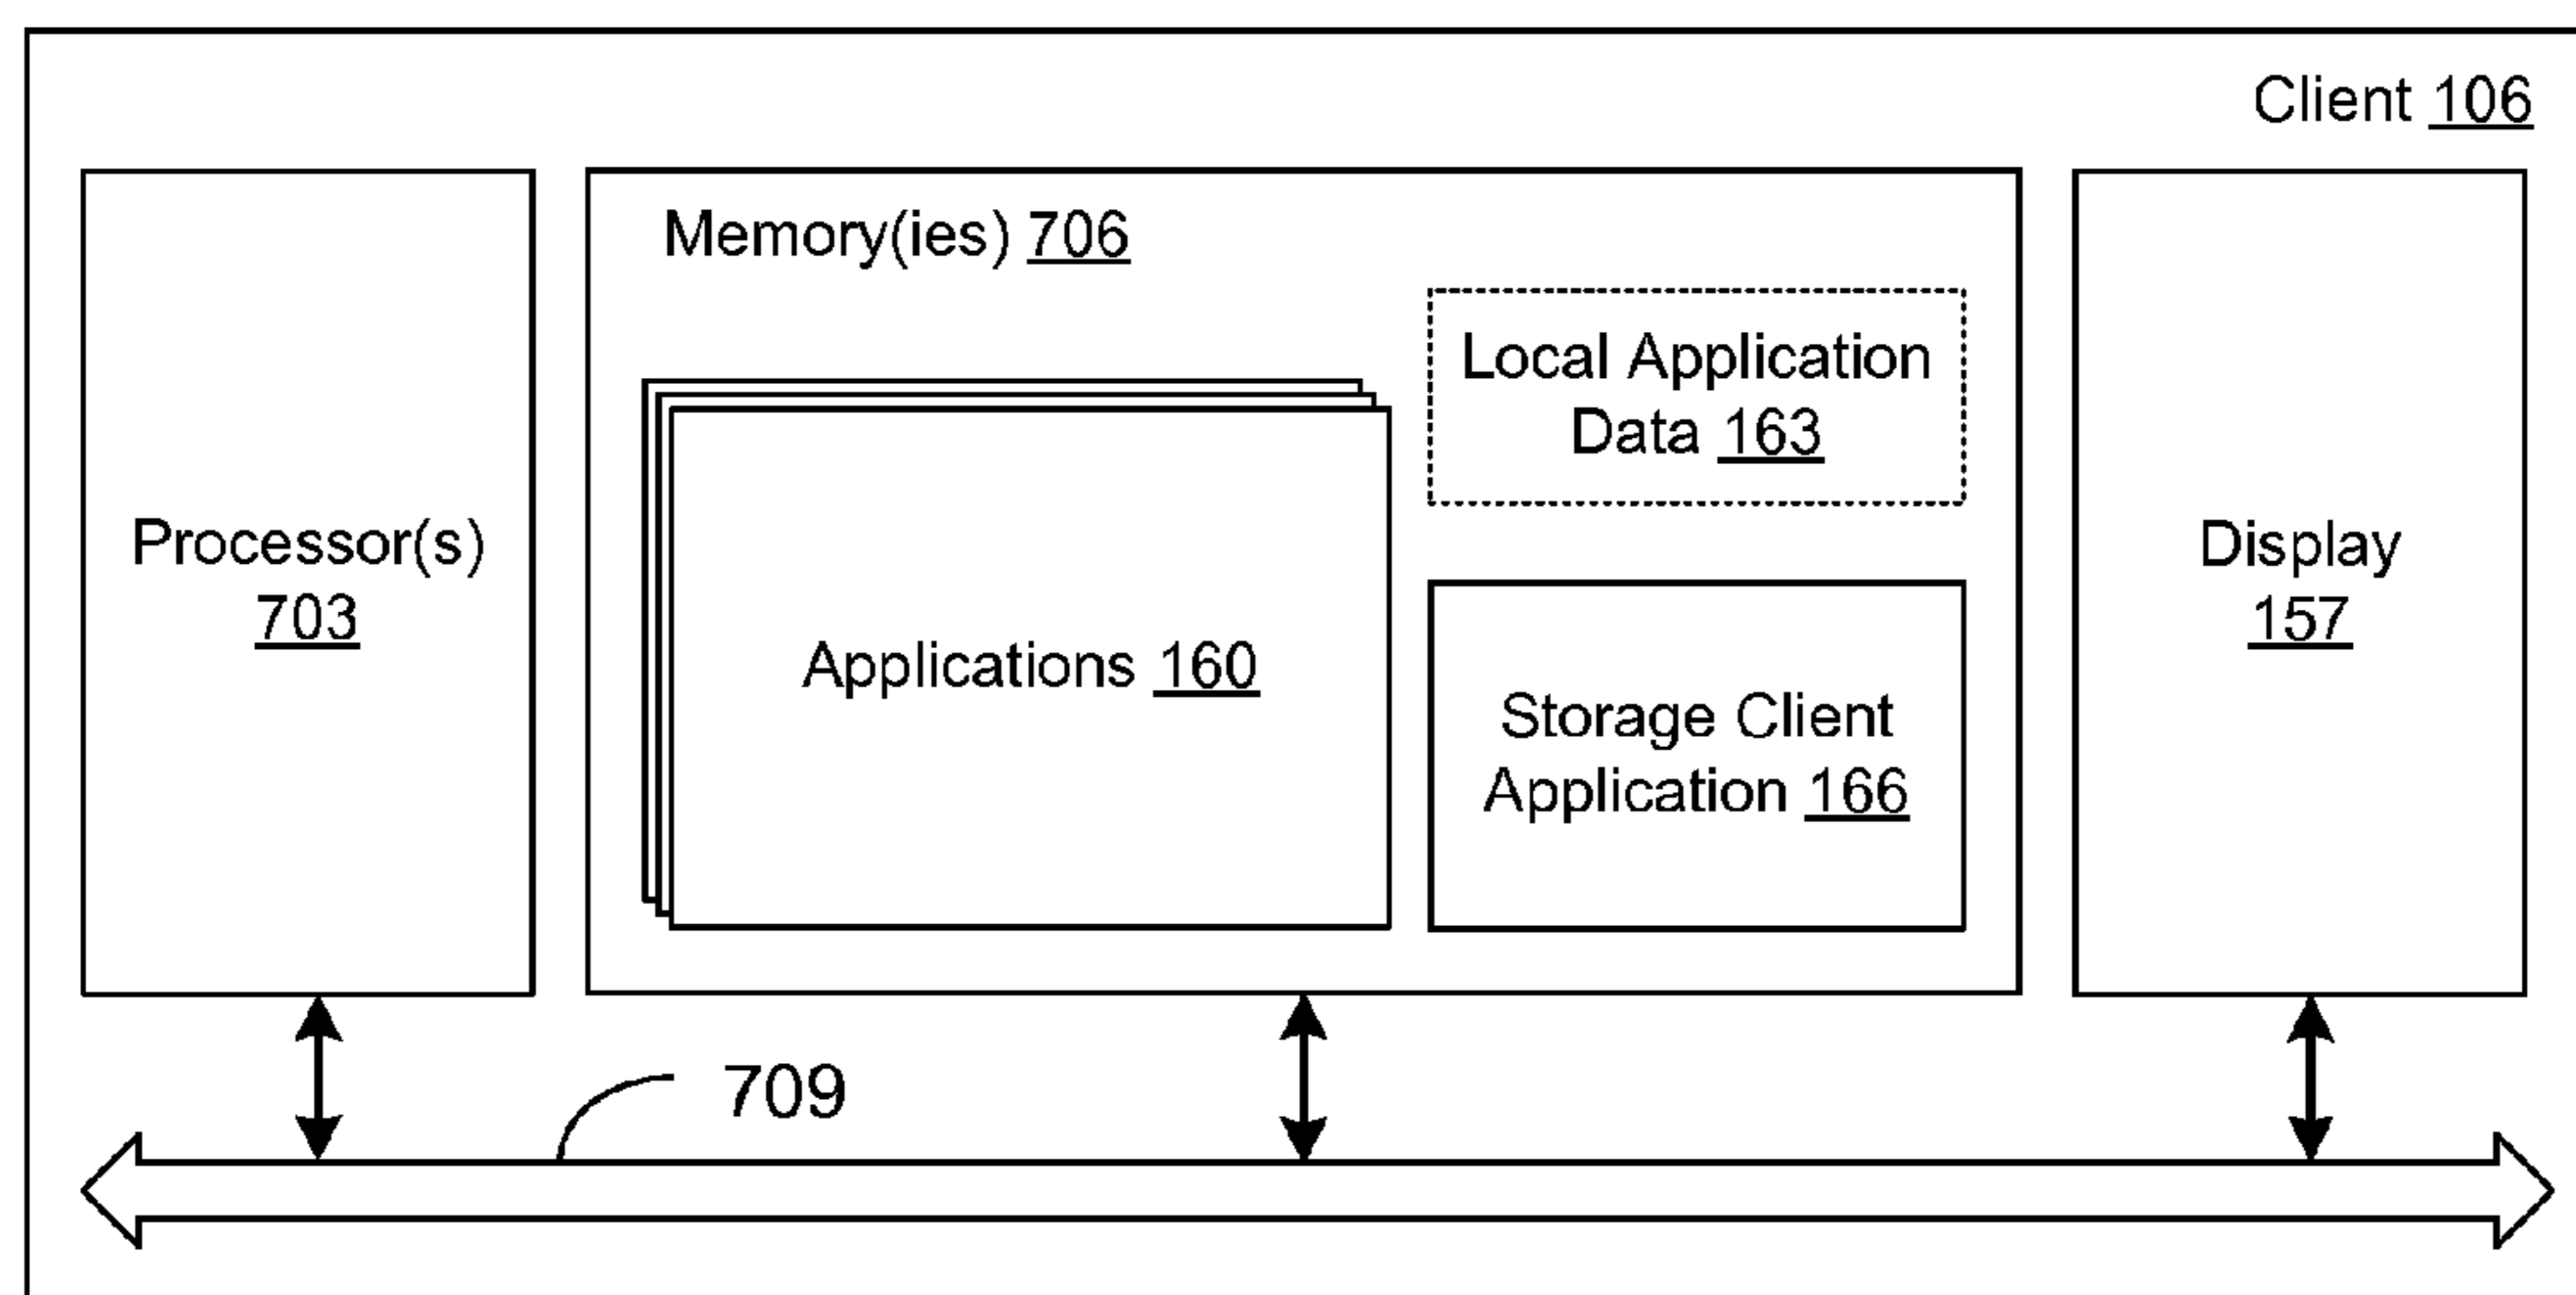 Client 106
Memory(ies) 706
Local Application
Data 163
Processor(s)
703
Applications 160
Storage Client
Application 166
Display
157
709